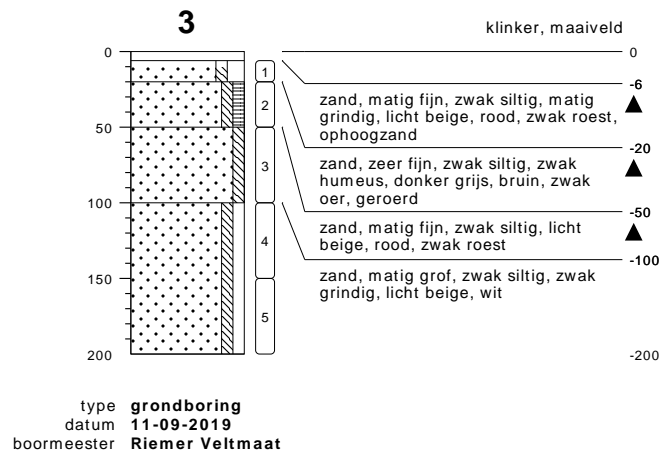 3
klinker, maaiveld
0
0
-6
1
zand, matig fijn, zwak siltig, matig
grindig, licht beige, rood, zwak roest,
ophoogzand
2
-20
50
zand, zeer fijn, zwak siltig, zwak
humeus, donker grijs, bruin, zwak
oer, geroerd
3
-50
zand, matig fijn, zwak siltig, licht
beige, rood, zwak roest
100
-100
4
zand, matig grof, zwak siltig, zwak
grindig, licht beige, wit
150
5
200
-200
type grondboring
datum 11-09-2019
boormeester Riemer Veltmaat